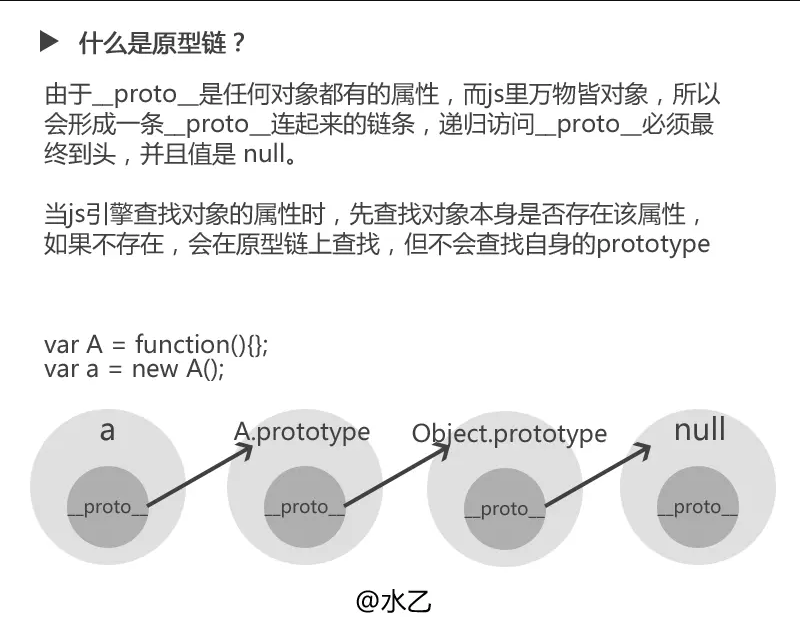 ▶ 什么是原型链？
由于__proto__是任何对象都有的属性，而js里万物皆对象，所以
会形成一条__proto__连起来的链条，递归访问__proto__必须最
终到头，并且值是 null。
当js引擎查找对象的属性时，先查找对象本身是否存在该属性，
如果不存在，会在原型链上查找，但不会查找自身的prototype
var A = function(){};
var a = new A();
a
A.prototype
Object.prototype
null
__proto__
__proto__
__proto__
__proto__
@水乙